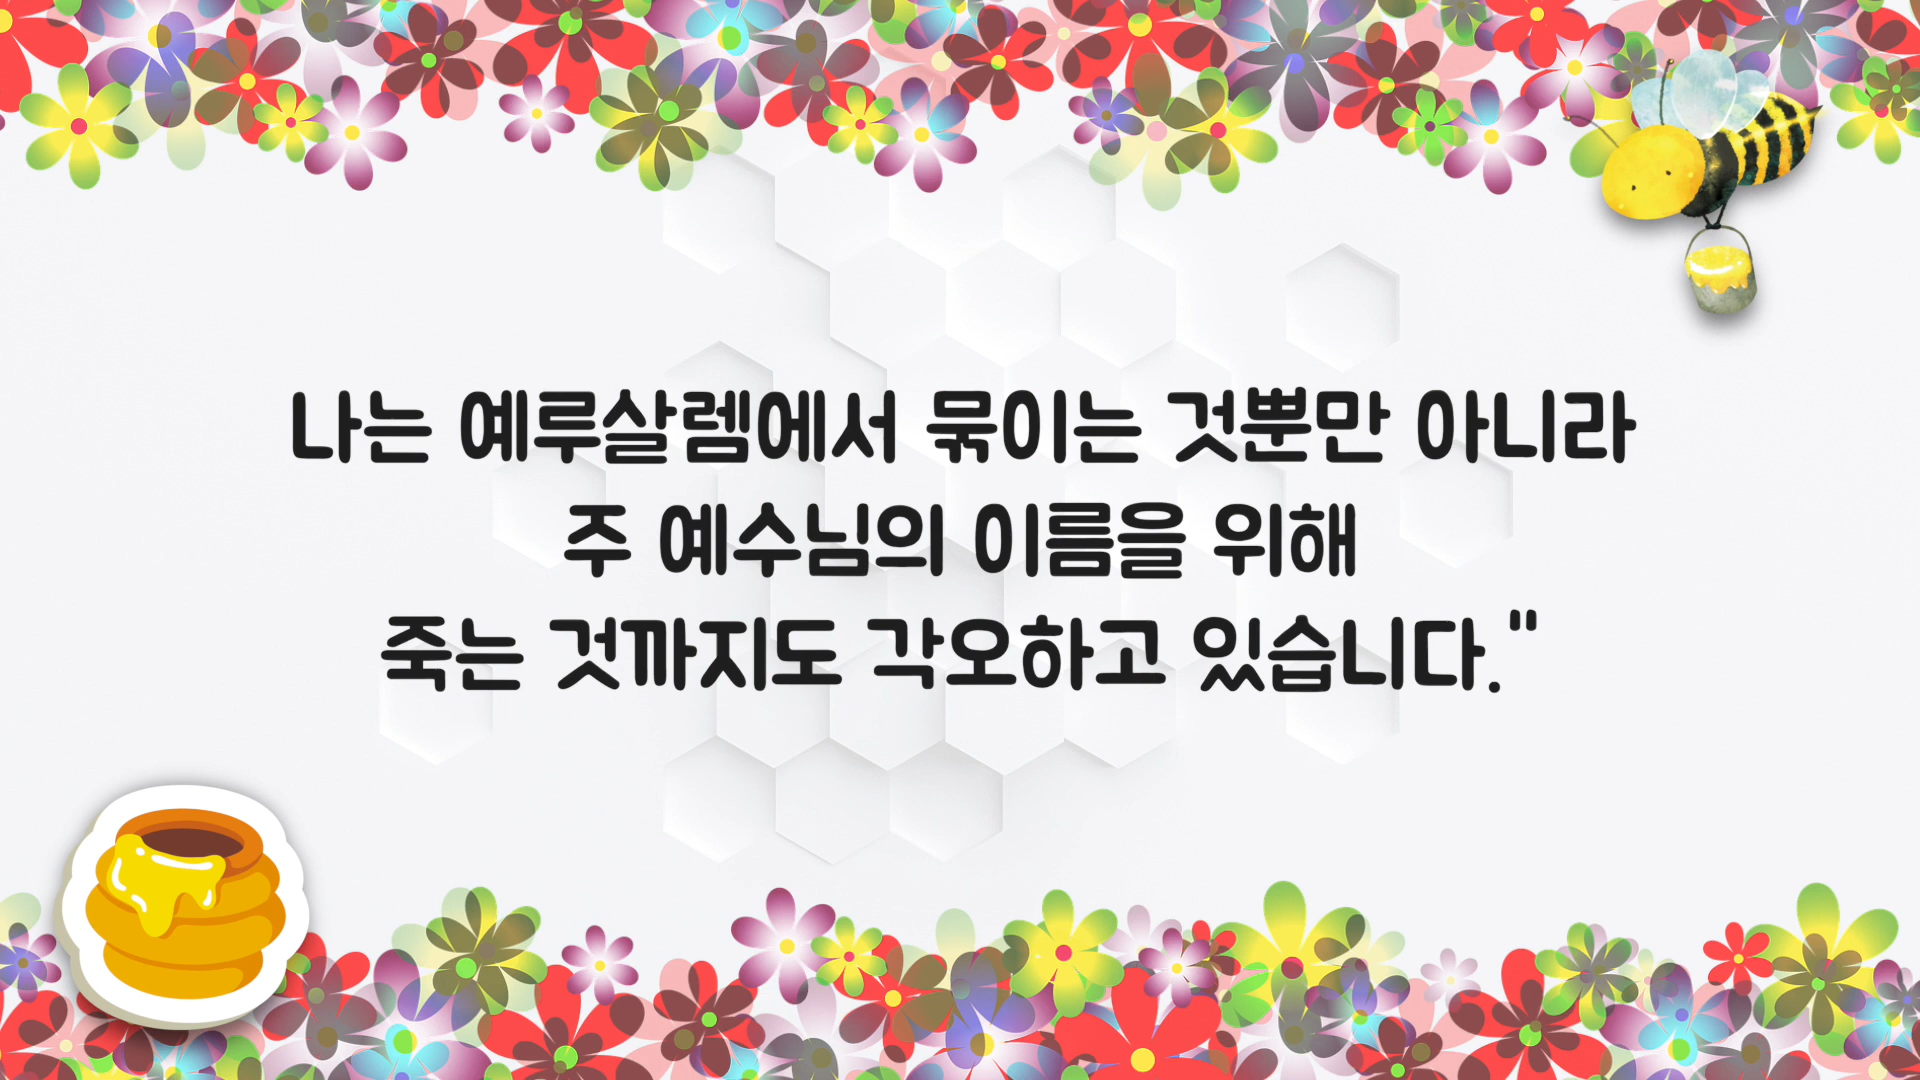 나는 예루살렘에서 묶이는 것뿐만 아니라
주 예수님의 이름을 위해
죽는 것까지도 각오하고 있습니다."